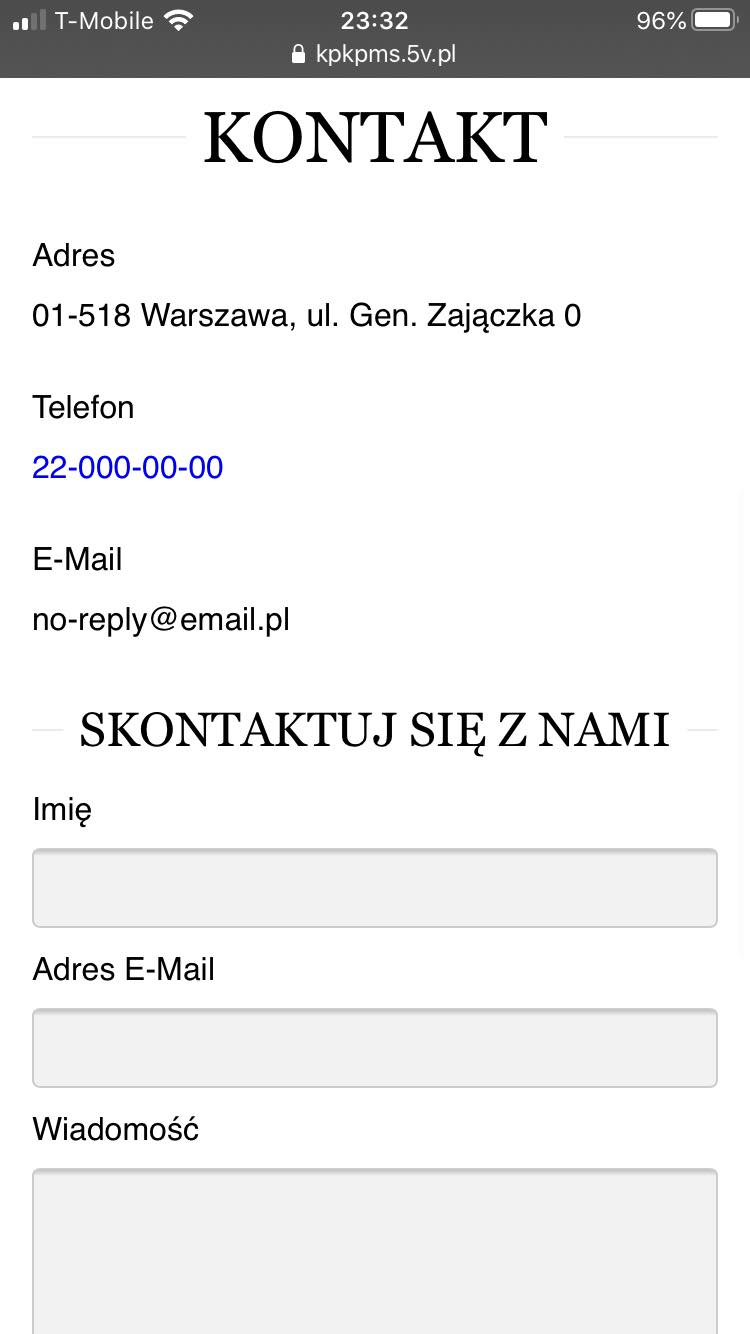 T-Mobile 23:32 96%
kpkpms.5v.pl
KONTAKT
Adres
01-518 Warszawa, ul. Gen. Zajączka 0
Telefon
22-000-00-00
E-Mail
no-reply@email.pl
SKONTAKTUJ SIĘ Z NAMI
Imię
Adres E-Mail
Wiadomość